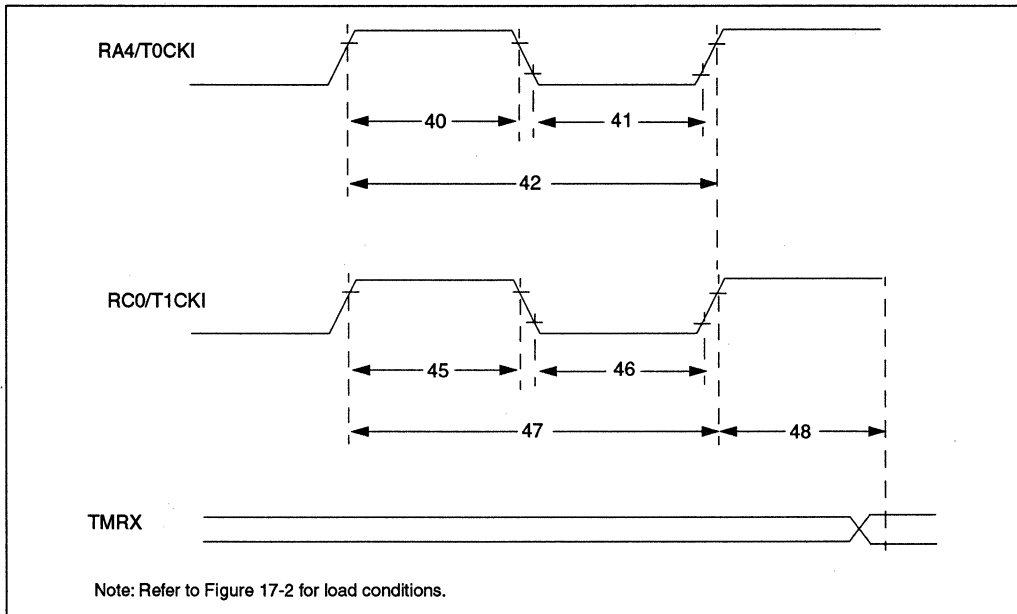 RA4/T0CKI
40
41
42
RC0/T1CKI
45
46
47
48
TMRX
Note: Refer to Figure 17-2 for load conditions.